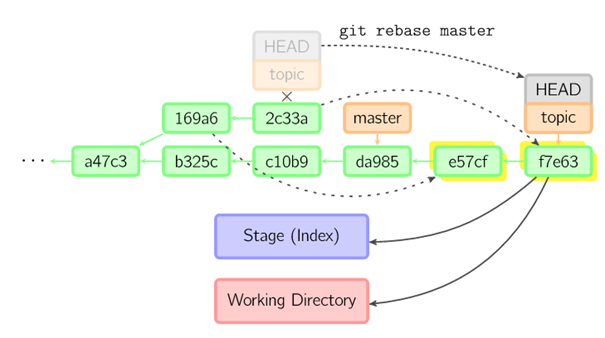 git rebase master
HEAD
topic
HEAD
topic
169a6
2c33a
master
... a47c3
b325c
c10b9
da985
e57cf
f7e63
Stage (Index)
Working Directory